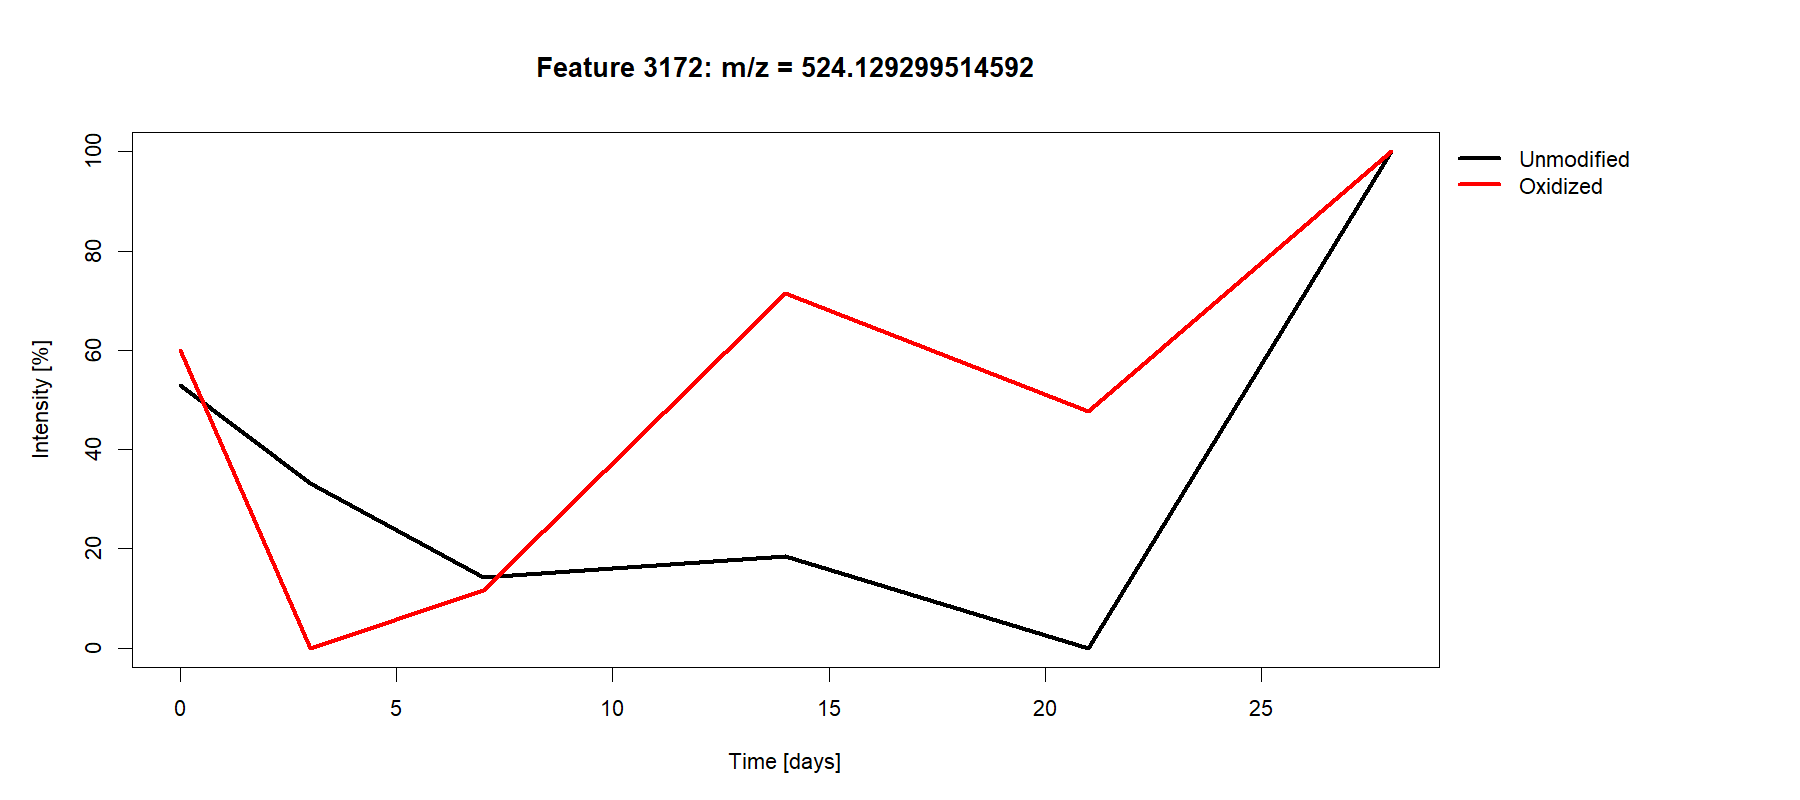 Feature 3172: m/z = 524.129299514592
Unmodified
Oxidized
Intensity [%]
100
80
60
40
20
0
0 5 10 15 20 25
Time [days]